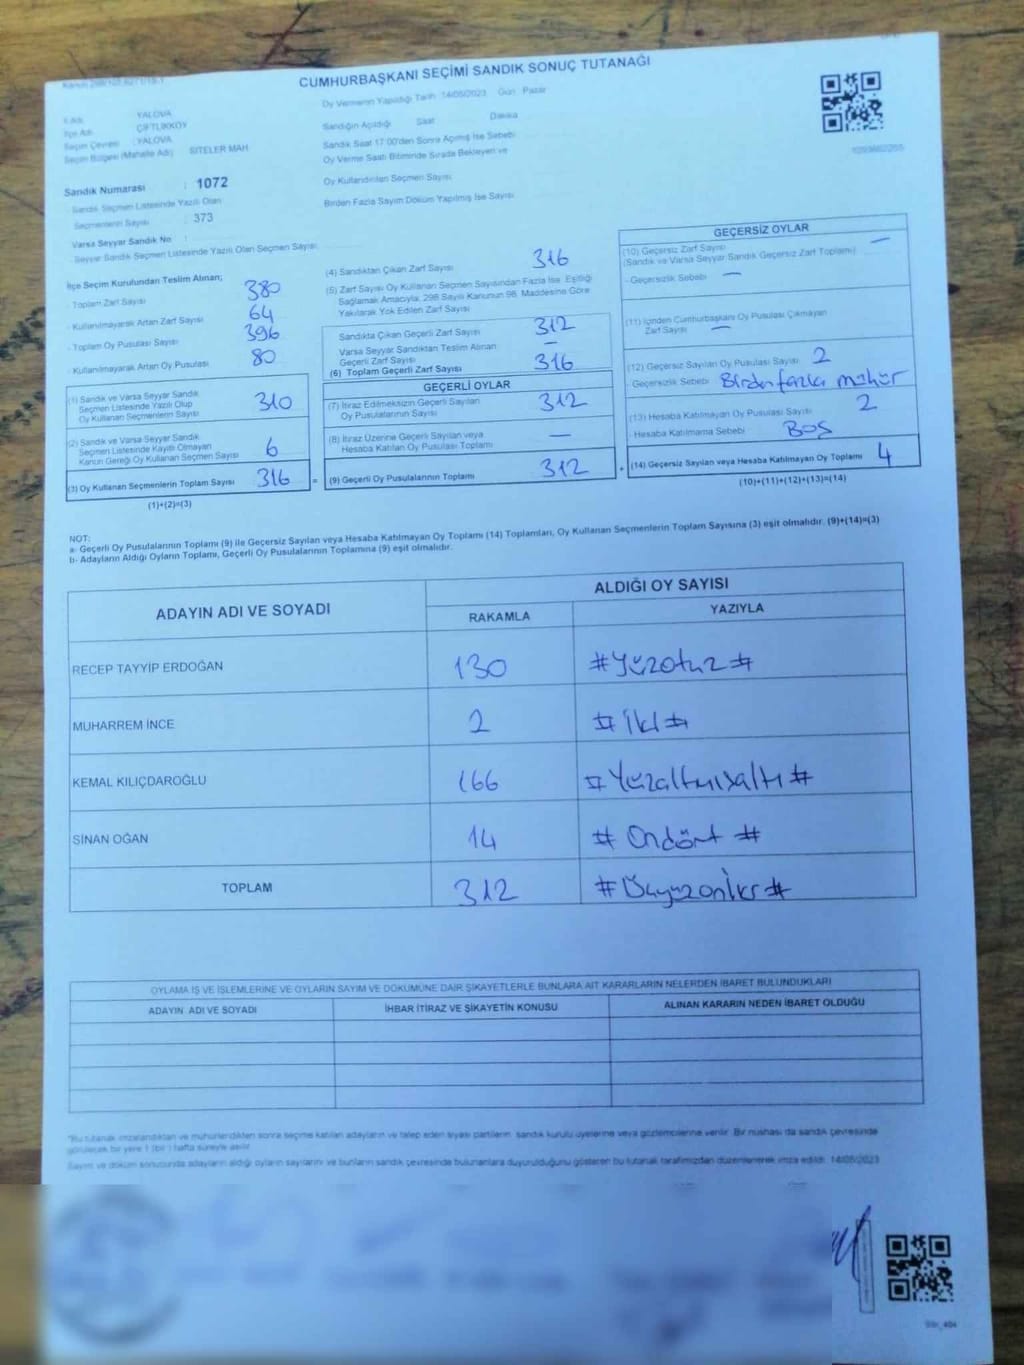 CUMHURBAŞKANI SEÇİMİ SANDIK SONUÇ TUTANAĞI
İl Adı YALOVA
İlçe Adı ÇİFTLİKKÖY
Seçim Çevresi : YALOVA
Seçim Bölgesi (Mahalle Adı) SİTELER MAH.
Sandık Numarası : 1072
Sandık Seçmen Listesinde Yazılı Olan
Seçmenlerin Sayısı : 373
Varsa Seyyar Sandık No :
Seyyar Sandık Seçmen Listesinde Yazılı Olan Seçmen Sayısı:
Oy Vermenin Yapıldığı Tarih: 14/05/2023 Gün: Pazar
Sandığın Açıldığı Saat Dakika
Sandık Saat 17:00'den Sonra Açılmış İse Sebebi
Oy Verme Saati Bitiminde Sırada Bekleyen ve
Oy Kullandırılan Seçmen Sayısı
Birden Fazla Sayım Döküm Yapılmış İse Sayısı
İlçe Seçim Kurulundan Teslim Alınan;
- Toplam Zarf Sayısı 380
- Kullanılmayarak Artan Zarf Sayısı 64
- Toplam Oy Pusulası Sayısı 396
- Kullanılmayarak Artan Oy Pusulası 80
(1) Sandık ve Varsa Seyyar Sandık
Seçmen Listesinde Yazılı Olup
Oy Kullanan Seçmenlerin Sayısı 310
(2) Sandık ve Varsa Seyyar Sandık
Seçmen Listesinde Kayıtlı Olmayan
Kanun Gereği Oy Kullanan Seçmen Sayısı 6
(3) Oy Kullanan Seçmenlerin Toplam Sayısı 316
(1)+(2)=(3)
(4) Sandıktan Çıkan Zarf Sayısı 316
(5) Zarf Sayısı Oy Kullanan Seçmen Sayısından Fazla İse, Eşitliği
Sağlamak Amacıyla, 298 Sayılı Kanunun 98. Maddesine Göre
Yakılarak Yok Edilen Zarf Sayısı
Sandıkta Çıkan Geçerli Zarf Sayısı 312
Varsa Seyyar Sandıktan Teslim Alınan
Geçerli Zarf Sayısı —
(6) Toplam Geçerli Zarf Sayısı 316
GEÇERLİ OYLAR
(7) İtiraz Edilmeksizin Geçerli Sayılan
Oy Pusulalarının Sayısı 312
(8) İtiraz Üzerine Geçerli Sayılan veya
Hesaba Katılan Oy Pusulası Toplamı —
= (9) Geçerli Oy Pusulalarının Toplamı 312 +
GEÇERSİZ OYLAR
(10) Geçersiz Zarf Sayısı —
(Sandık ve Varsa Seyyar Sandık Geçersiz Zarf Toplamı)
- Geçersizlik Sebebi —
(11) İçinden Cumhurbaşkanı Oy Pusulası Çıkmayan
Zarf Sayısı —
(12) Geçersiz Sayılan Oy Pusulası Sayısı 2
- Geçersizlik Sebebi Birden fazla mühür
(13) Hesaba Katılmayan Oy Pusulası Sayısı 2
- Hesaba Katılmama Sebebi BOŞ
(14) Geçersiz Sayılan veya Hesaba Katılmayan Oy Toplamı 4
(10)+(11)+(12)+(13)=(14)
NOT:
a- Geçerli Oy Pusulalarının Toplamı (9) ile Geçersiz Sayılan veya Hesaba Katılmayan Oy Toplamı (14) Toplamları, Oy Kullanan Seçmenlerin Toplam Sayısına (3) eşit olmalıdır. (9)+(14)=(3)
b- Adayların Aldığı Oyların Toplamı, Geçerli Oy Pusulalarının Toplamına (9) eşit olmalıdır.
ADAYIN ADI VE SOYADI
ALDIĞI OY SAYISI
RAKAMLA YAZIYLA
RECEP TAYYİP ERDOĞAN 130 #Yüzotuz#
MUHARREM İNCE 2 #İki#
KEMAL KILIÇDAROĞLU 166 #Yüzaltmışaltı#
SİNAN OĞAN 14 #Ondört#
TOPLAM 312 #Üçyüzoniki#
OYLAMA İŞ VE İŞLEMLERİNE VE OYLARIN SAYIM VE DÖKÜMÜNE DAİR ŞİKAYETLERLE BUNLARA AİT KARARLARIN NELERDEN İBARET BULUNDUKLARI
ADAYIN ADI VE SOYADI İHBAR İTİRAZ VE ŞİKAYETİN KONUSU ALINAN KARARIN NEDEN İBARET OLDUĞU
*Bu tutanak imzalandıktan ve mühürlendikten sonra seçime katılan adayların ve talep eden siyasi partilerin sandık kurulu üyelerine veya gözlemcilerine verilir. Bir nüshası da sandık çevresinde
görülecek bir yere 1 (bir) hafta süreyle asılır.
Sayım ve döküm sonucunda adayların aldığı oyların sayılarını ve bunların sandık çevresinde bulunanlara duyurulduğunu gösteren bu tutanak tarafımızdan düzenlenerek imza edildi. 14/05/2023